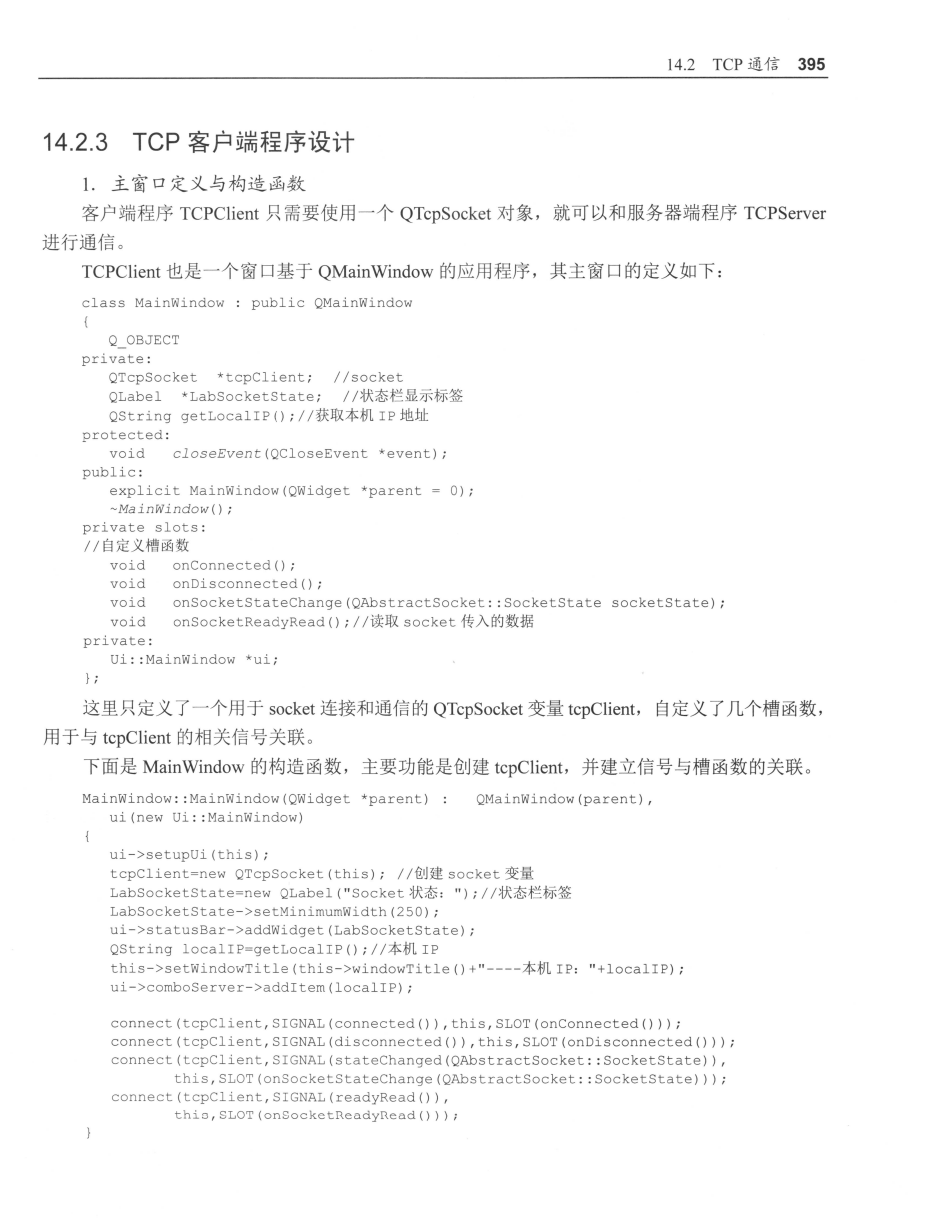 14.2 TCP 通信 395
14.2.3 TCP 客户端程序设计
1. 主窗口定义与构造函数
客户端程序 TCPClient 只需要使用一个 QTcpSocket 对象，就可以和服务器端程序 TCPServer
进行通信。
TCPClient 也是一个窗口基于 QMainWindow 的应用程序，其主窗口的定义如下：
class MainWindow : public QMainWindow
{
Q_OBJECT
private:
QTcpSocket *tcpClient; //socket
QLabel *LabSocketState; //状态栏显示标签
QString getLocalIP();//获取本机 IP 地址
protected:
void closeEvent(QCloseEvent *event);
public:
explicit MainWindow(QWidget *parent = 0);
~MainWindow();
private slots:
//自定义槽函数
void onConnected();
void onDisconnected();
void onSocketStateChange(QAbstractSocket::SocketState socketState);
void onSocketReadyRead();//读取 socket 传入的数据
private:
Ui::MainWindow *ui;
};
这里只定义了一个用于 socket 连接和通信的 QTcpSocket 变量 tcpClient，自定义了几个槽函数，
用于与 tcpClient 的相关信号关联。
下面是 MainWindow 的构造函数，主要功能是创建 tcpClient，并建立信号与槽函数的关联。
MainWindow::MainWindow(QWidget *parent) : QMainWindow(parent),
ui(new Ui::MainWindow)
{
ui->setupUi(this);
tcpClient=new QTcpSocket(this); //创建 socket 变量
LabSocketState=new QLabel("Socket 状态：");//状态栏标签
LabSocketState->setMinimumWidth(250);
ui->statusBar->addWidget(LabSocketState);
QString localIP=getLocalIP();//本机 IP
this->setWindowTitle(this->windowTitle()+"----本机 IP："+localIP);
ui->comboServer->addItem(localIP);
connect(tcpClient,SIGNAL(connected()),this,SLOT(onConnected()));
connect(tcpClient,SIGNAL(disconnected()),this,SLOT(onDisconnected()));
connect(tcpClient,SIGNAL(stateChanged(QAbstractSocket::SocketState)),
this,SLOT(onSocketStateChange(QAbstractSocket::SocketState)));
connect(tcpClient,SIGNAL(readyRead()),
this,SLOT(onSocketReadyRead()));
}